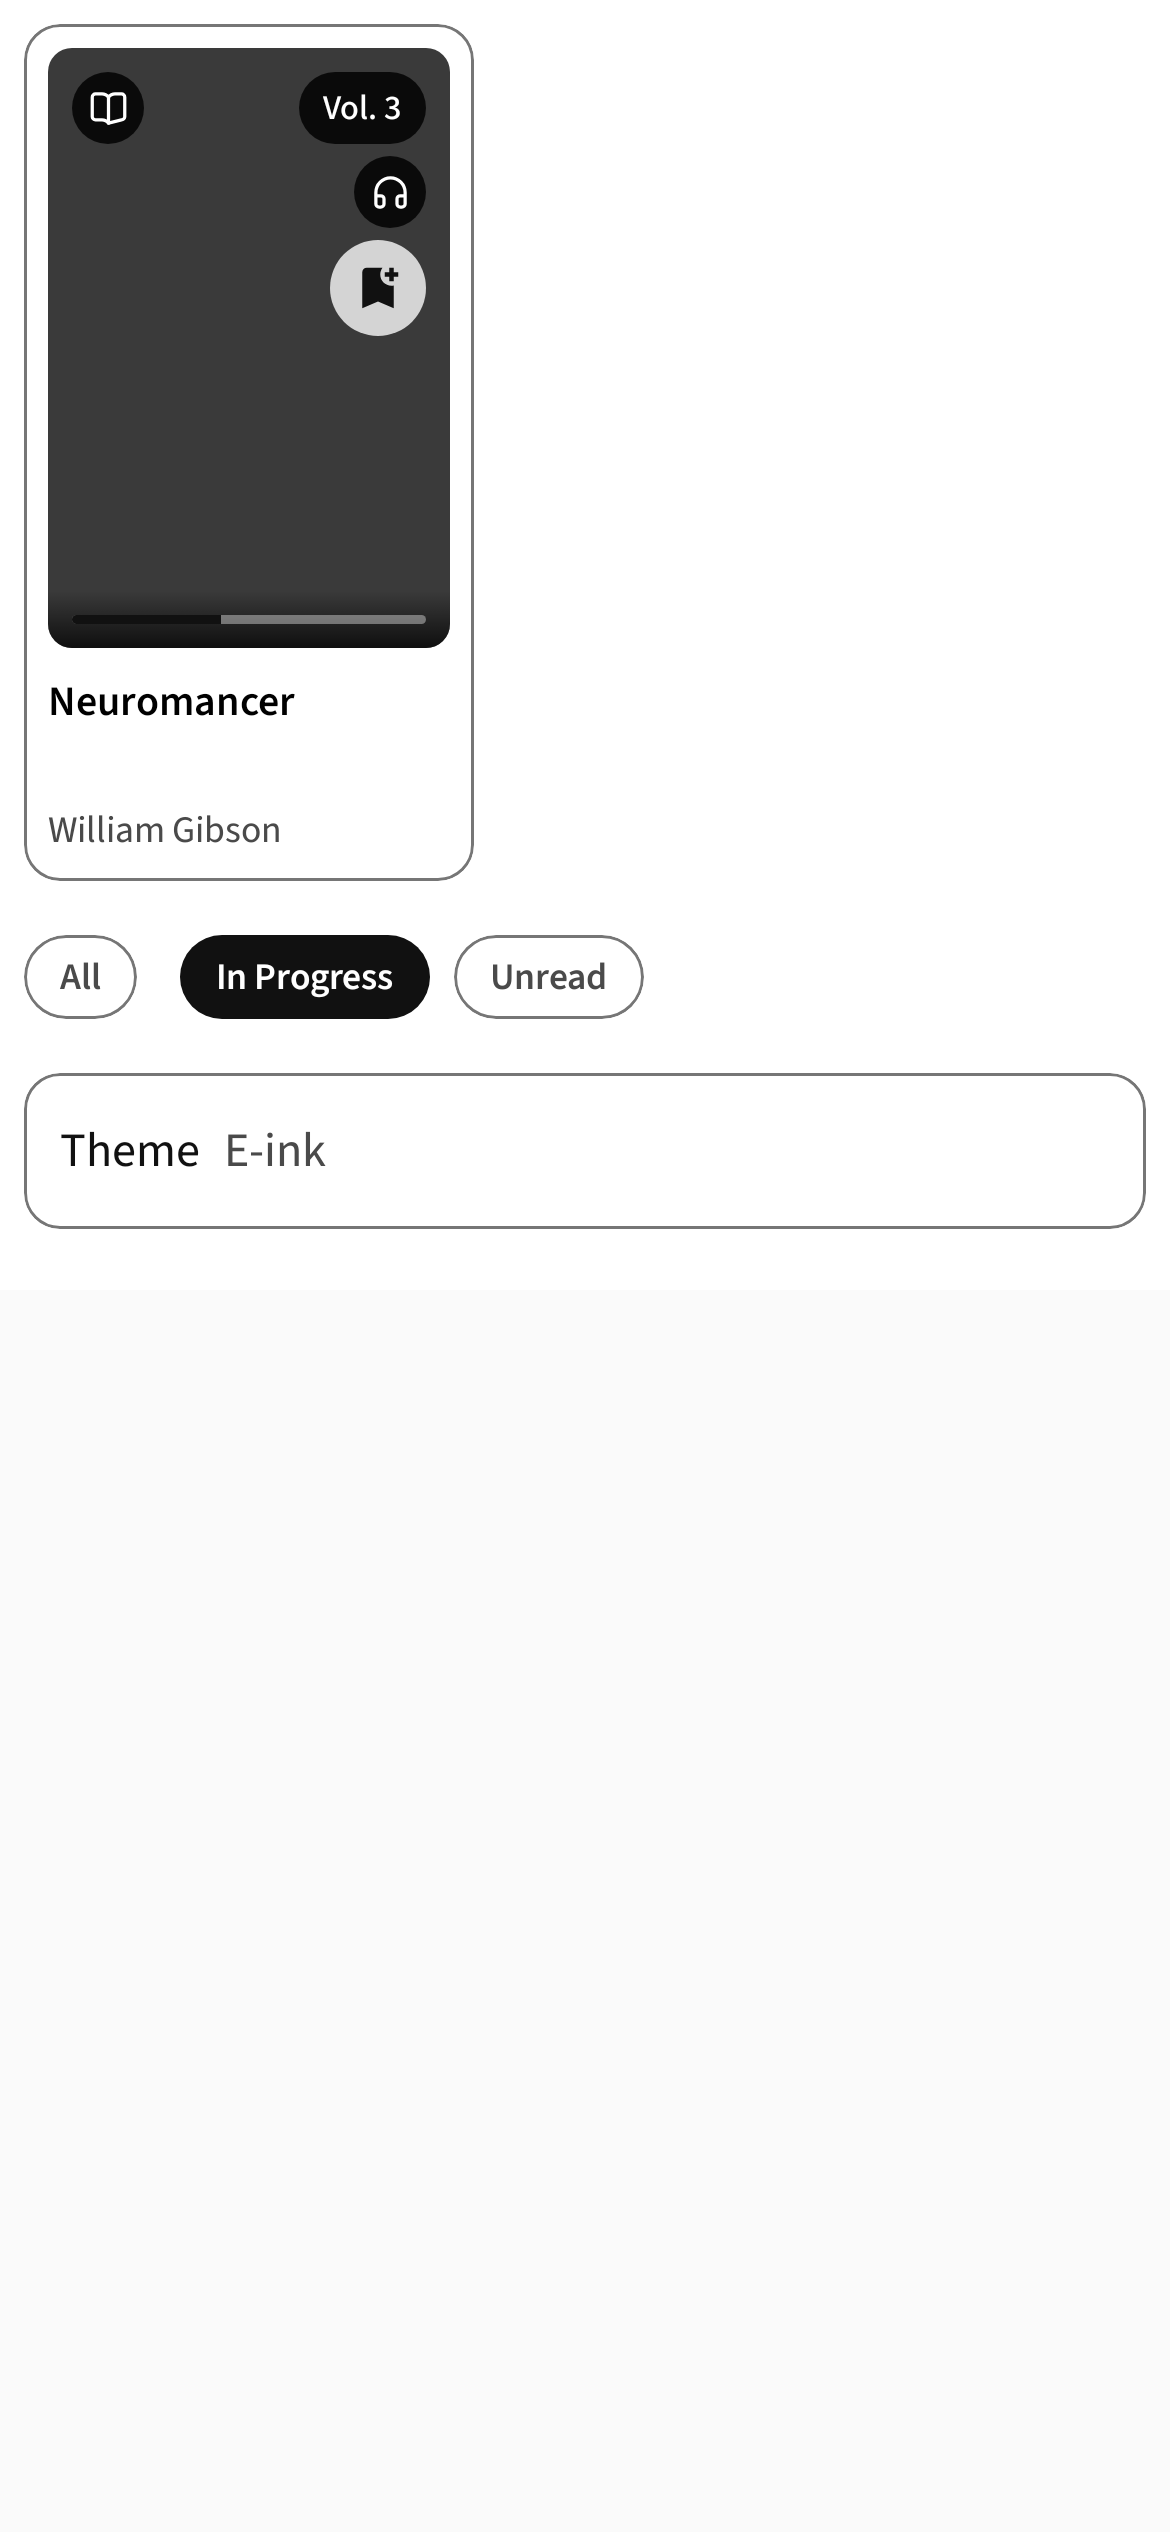 Vol. 3
Neuromancer
William Gibson
All In Progress Unread
Theme E-ink